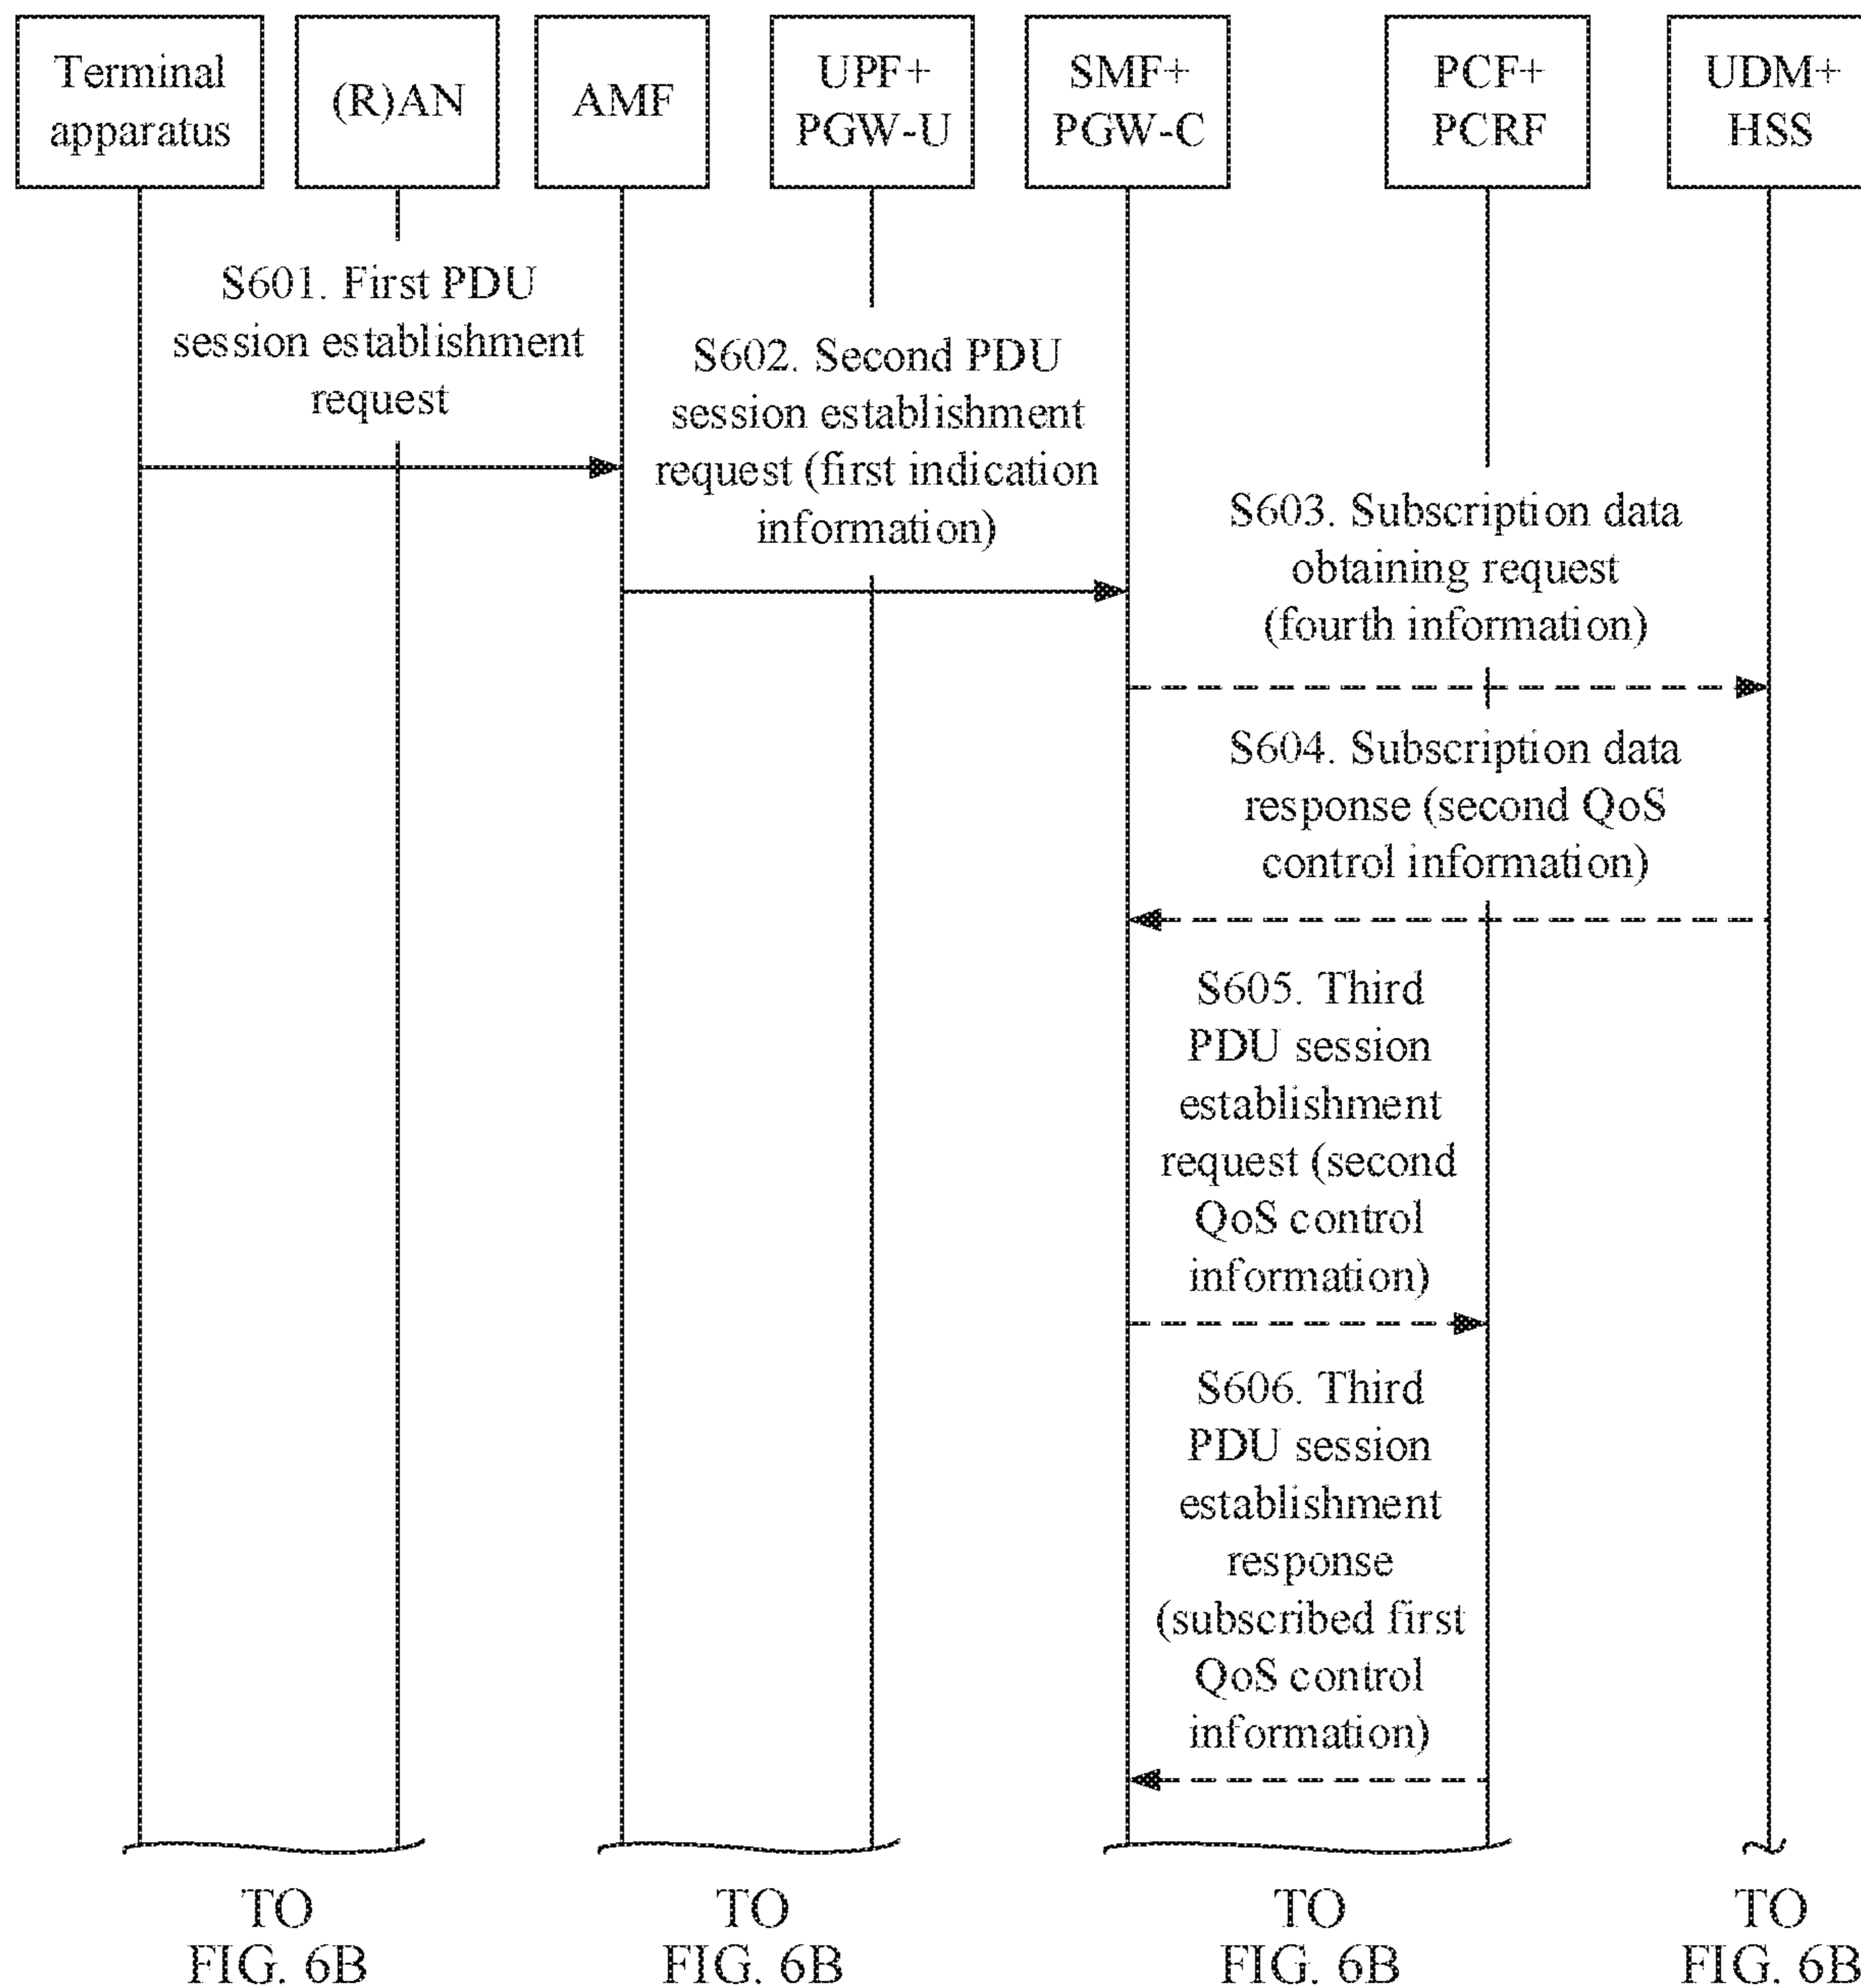 Terminal
apparatus
(R)AN
AMF
UPF+
PGW-U
SMF+
PGW-C
PCF+
PCRF
UDM+
HSS
S601. First PDU
session establishment
request
S602. Second PDU
session establishment
request (first indication
information)
S603. Subscription data
obtaining request
(fourth information)
S604. Subscription data
response (second QoS
control information)
S605. Third
PDU session
establishment
request (second
QoS control
information)
S606. Third
PDU session
establishment
response
(subscribed first
QoS control
information)
TO
FIG. 6B
TO
FIG. 6B
TO
FIG. 6B
TO
FIG. 6B